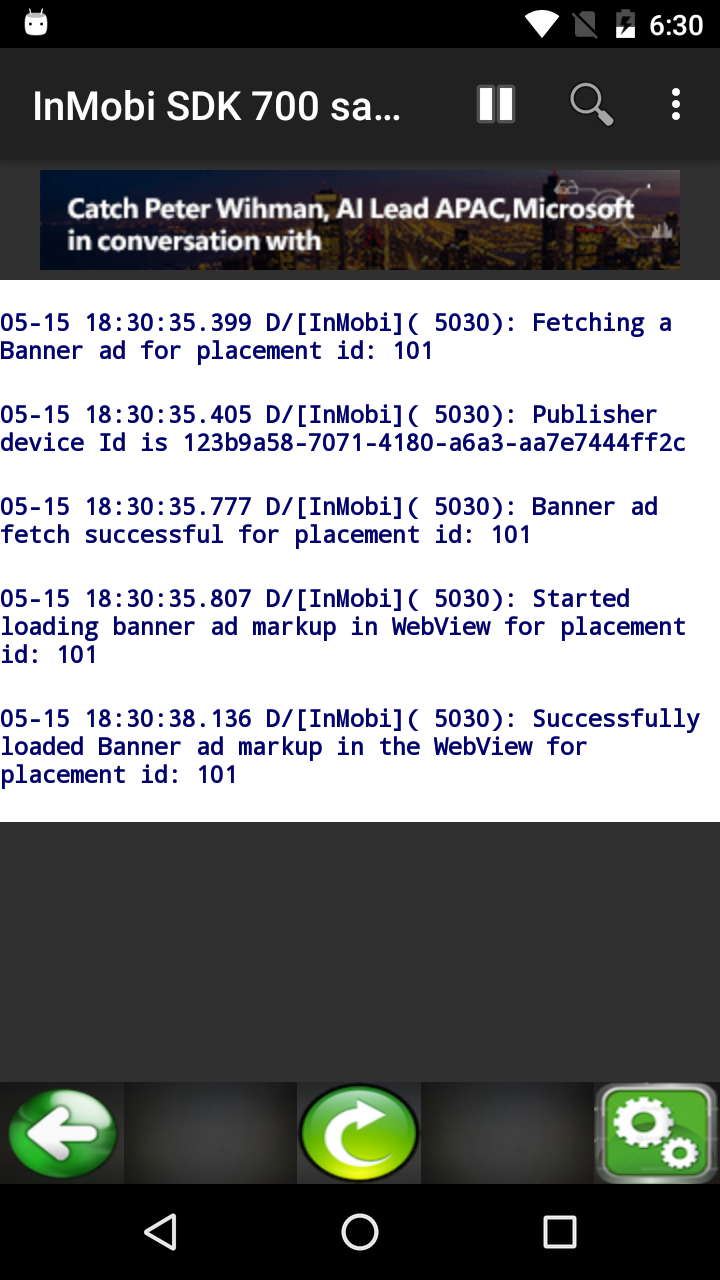 6:30
InMobi SDK 700 sa...
Catch Peter Wihman, AI Lead APAC,Microsoft
in conversation with
05-15 18:30:35.399 D/[InMobi]( 5030): Fetching a
Banner ad for placement id: 101
05-15 18:30:35.405 D/[InMobi]( 5030): Publisher
device Id is 123b9a58-7071-4180-a6a3-aa7e7444ff2c
05-15 18:30:35.777 D/[InMobi]( 5030): Banner ad
fetch successful for placement id: 101
05-15 18:30:35.807 D/[InMobi]( 5030): Started
loading banner ad markup in WebView for placement
id: 101
05-15 18:30:38.136 D/[InMobi]( 5030): Successfully
loaded Banner ad markup in the WebView for
placement id: 101